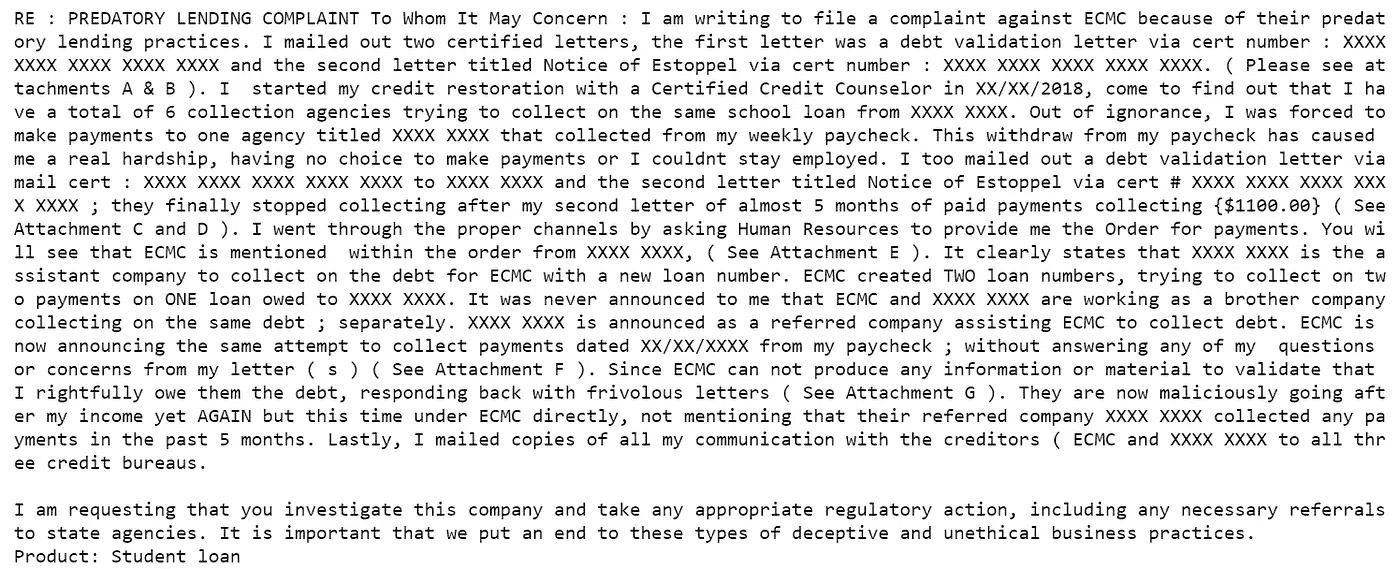 RE : PREDATORY LENDING COMPLAINT To Whom It May Concern : I am writing to file a complaint against ECMC because of their predat
ory lending practices. I mailed out two certified letters, the first letter was a debt validation letter via cert number : XXXX
XXXX XXXX XXXX XXXX and the second letter titled Notice of Estoppel via cert number : XXXX XXXX XXXX XXXX XXXX. ( Please see at
tachments A & B ). I  started my credit restoration with a Certified Credit Counselor in XX/XX/2018, come to find out that I ha
ve a total of 6 collection agencies trying to collect on the same school loan from XXXX XXXX. Out of ignorance, I was forced to
make payments to one agency titled XXXX XXXX that collected from my weekly paycheck. This withdraw from my paycheck has caused
me a real hardship, having no choice to make payments or I couldnt stay employed. I too mailed out a debt validation letter via
mail cert : XXXX XXXX XXXX XXXX XXXX to XXXX XXXX and the second letter titled Notice of Estoppel via cert # XXXX XXXX XXXX XXX
X XXXX ; they finally stopped collecting after my second letter of almost 5 months of paid payments collecting {$1100.00} ( See
Attachment C and D ). I went through the proper channels by asking Human Resources to provide me the Order for payments. You wi
ll see that ECMC is mentioned  within the order from XXXX XXXX, ( See Attachment E ). It clearly states that XXXX XXXX is the a
ssistant company to collect on the debt for ECMC with a new loan number. ECMC created TWO loan numbers, trying to collect on tw
o payments on ONE loan owed to XXXX XXXX. It was never announced to me that ECMC and XXXX XXXX are working as a brother company
collecting on the same debt ; separately. XXXX XXXX is announced as a referred company assisting ECMC to collect debt. ECMC is
now announcing the same attempt to collect payments dated XX/XX/XXXX from my paycheck ; without answering any of my  questions
or concerns from my letter ( s ) ( See Attachment F ). Since ECMC can not produce any information or material to validate that
I rightfully owe them the debt, responding back with frivolous letters ( See Attachment G ). They are now maliciously going aft
er my income yet AGAIN but this time under ECMC directly, not mentioning that their referred company XXXX XXXX collected any pa
yments in the past 5 months. Lastly, I mailed copies of all my communication with the creditors ( ECMC and XXXX XXXX to all thr
ee credit bureaus.

I am requesting that you investigate this company and take any appropriate regulatory action, including any necessary referrals
to state agencies. It is important that we put an end to these types of deceptive and unethical business practices.
Product: Student loan